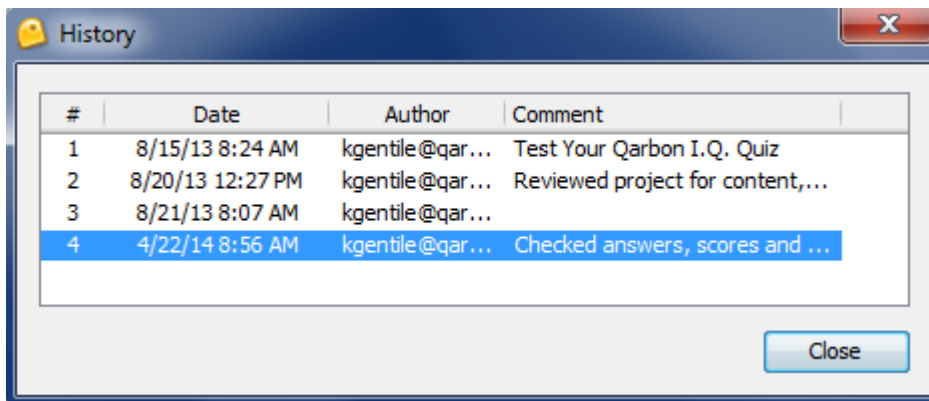 History
# Date Author Comment
1 8/15/13 8:24 AM kgentile@qar... Test Your Qarbon I.Q. Quiz
2 8/20/13 12:27 PM kgentile@qar... Reviewed project for content,...
3 8/21/13 8:07 AM kgentile@qar...
4 4/22/14 8:56 AM kgentile@qar... Checked answers, scores and ...
Close